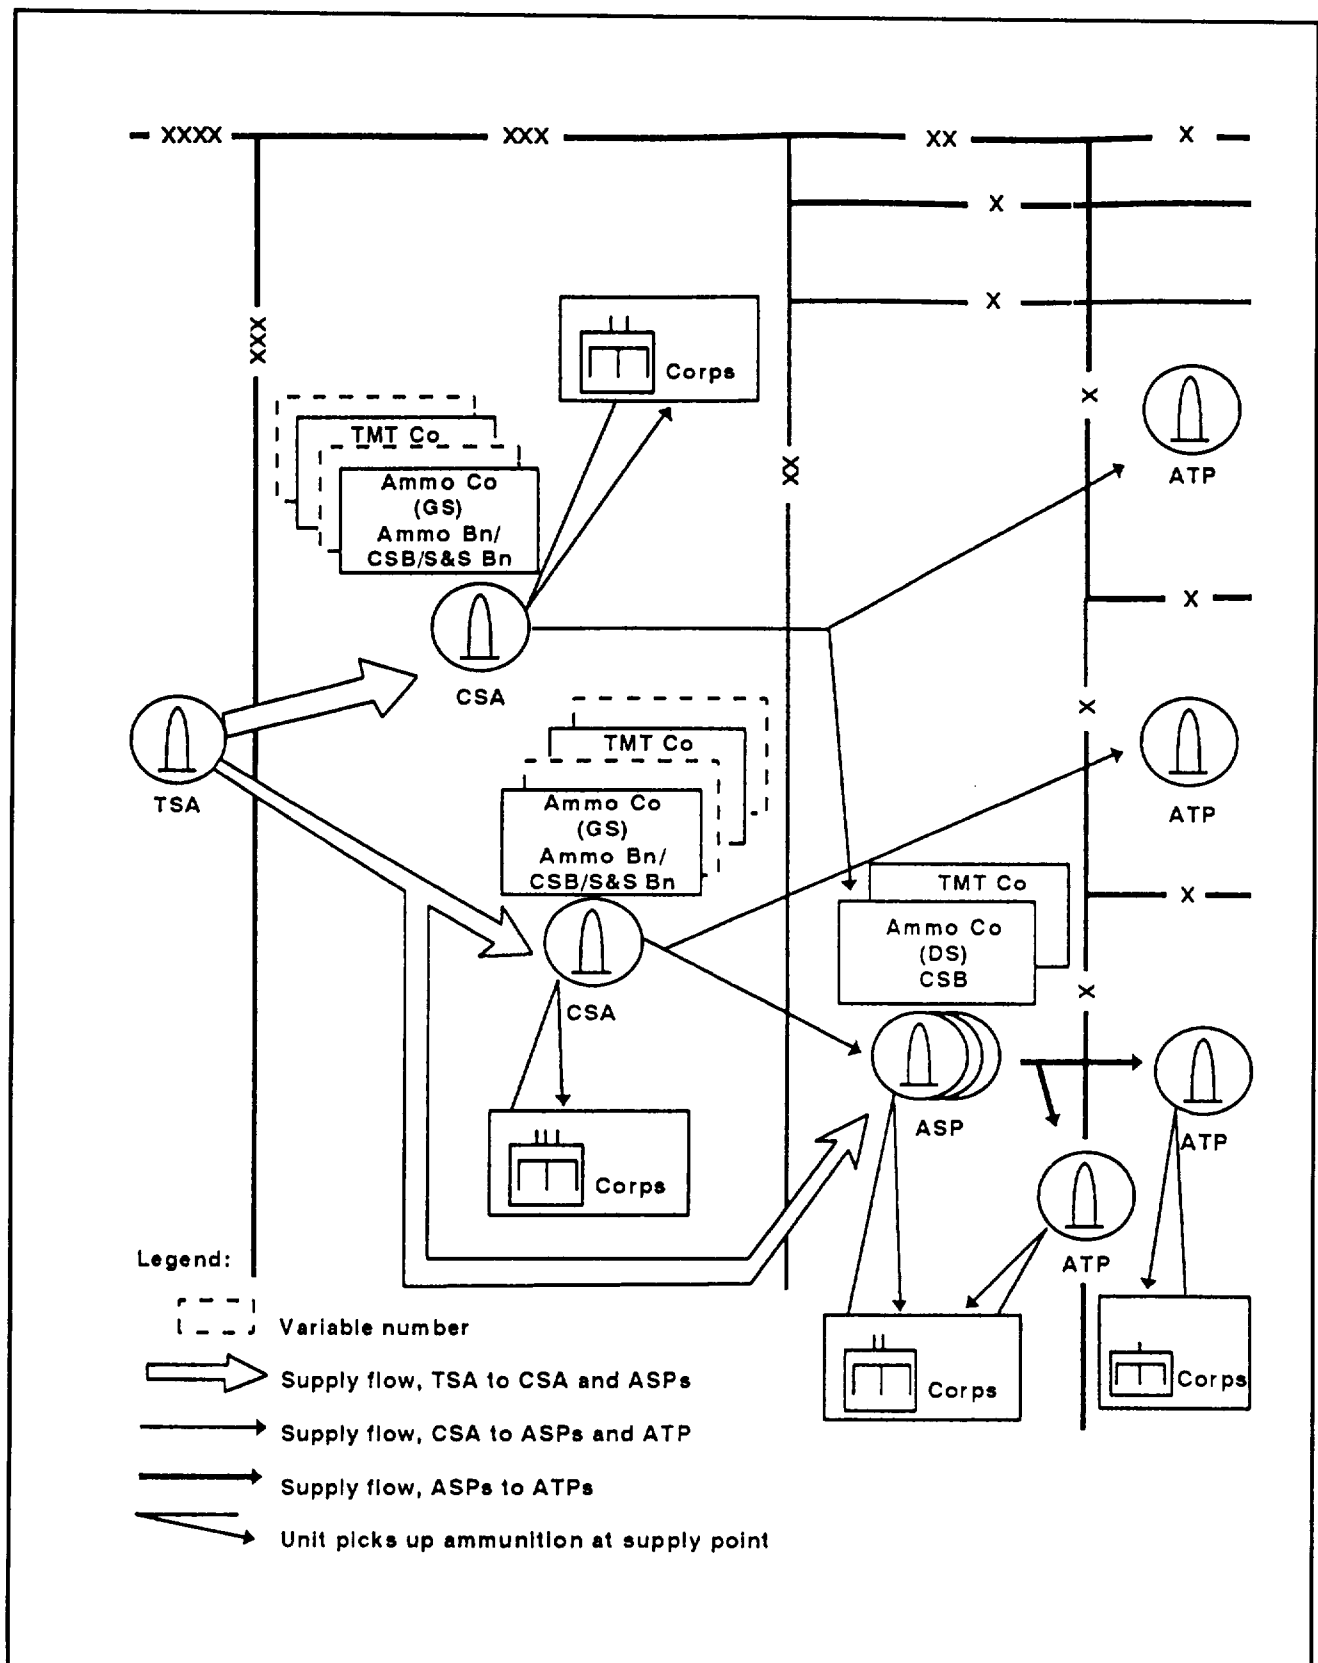 XXXX XXX XX X
X
X
XXX
Corps
TMT Co
Ammo Co
(GS)
Ammo Bn/
CSB/S&S Bn
XX
X
ATP
CSA
X
TSA
TMT Co
Ammo Co
(GS)
Ammo Bn/
CSB/S&S Bn
X
ATP
CSA
TMT Co
Ammo Co
(DS)
CSB
X
X
ASP
ATP
Corps
ATP
Corps
Corps
Legend:
Variable number
Supply flow, TSA to CSA and ASPs
Supply flow, CSA to ASPs and ATP
Supply flow, ASPs to ATPs
Unit picks up ammunition at supply point